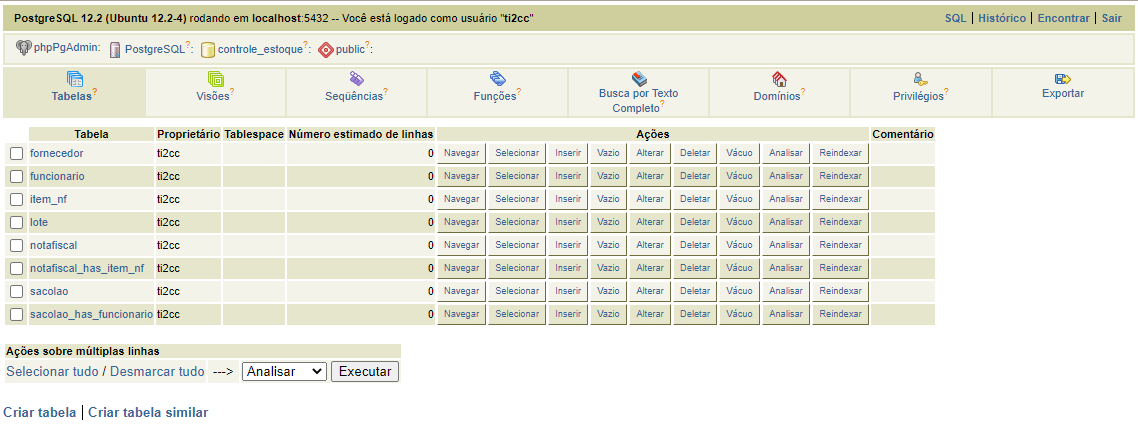 PostgreSQL 12.2 (Ubuntu 12.2-4) rodando em localhost:5432 -- Você está logado como usuário "ti2cc" SQL | Histórico | Encontrar | Sair
phpPgAdmin: PostgreSQL?: controle_estoque?: public?:
Tabelas? Visões? Seqüências? Funções? Busca por Texto Completo? Domínios? Privilégios? Exportar
Tabela Proprietário Tablespace Número estimado de linhas Ações Comentário
fornecedor ti2cc 0 Navegar Selecionar Inserir Vazio Alterar Deletar Vácuo Analisar Reindexar
funcionario ti2cc 0 Navegar Selecionar Inserir Vazio Alterar Deletar Vácuo Analisar Reindexar
item_nf ti2cc 0 Navegar Selecionar Inserir Vazio Alterar Deletar Vácuo Analisar Reindexar
lote ti2cc 0 Navegar Selecionar Inserir Vazio Alterar Deletar Vácuo Analisar Reindexar
notafiscal ti2cc 0 Navegar Selecionar Inserir Vazio Alterar Deletar Vácuo Analisar Reindexar
notafiscal_has_item_nf ti2cc 0 Navegar Selecionar Inserir Vazio Alterar Deletar Vácuo Analisar Reindexar
sacolao ti2cc 0 Navegar Selecionar Inserir Vazio Alterar Deletar Vácuo Analisar Reindexar
sacolao_has_funcionario ti2cc 0 Navegar Selecionar Inserir Vazio Alterar Deletar Vácuo Analisar Reindexar
Ações sobre múltiplas linhas
Selecionar tudo / Desmarcar tudo ---> Analisar Executar
Criar tabela | Criar tabela similar